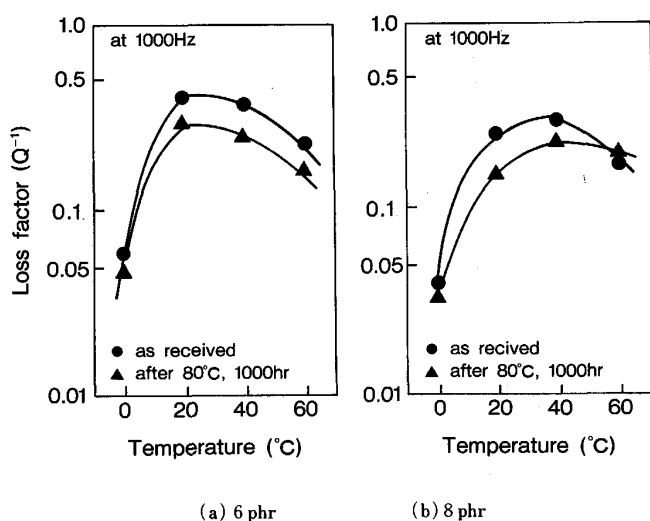 at 1000Hz
1.0
0.5
0.1
0.05
0.01
Loss factor (Q⁻¹)
● as received
▲ after 80°C, 1000hr
0 20 40 60
Temperature (°C)
(a) 6 phr
at 1000Hz
1.0
0.5
0.1
0.05
0.01
● as recived
▲ after 80°C, 1000hr
0 20 40 60
Temperature (°C)
(b) 8 phr